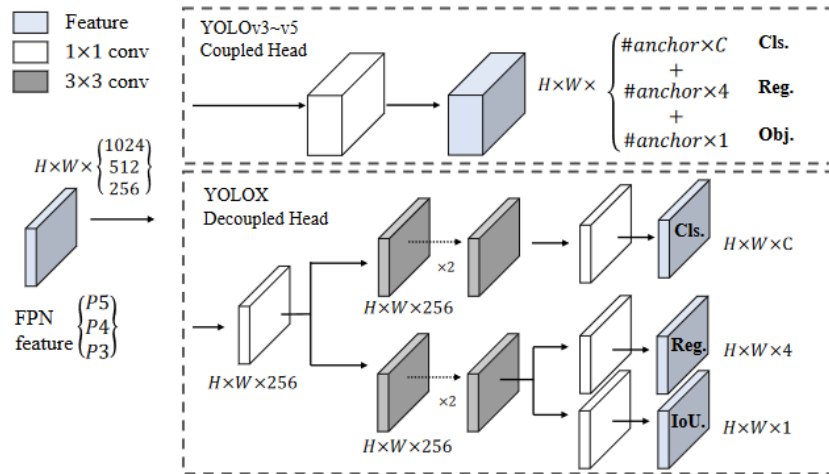 Feature
1×1 conv
3×3 conv
H×W×{1024
512
256}
FPN
feature
{P5
P4
P3}
YOLOv3~v5
Coupled Head
H×W×
#anchor×C Cls.
+
#anchor×4 Reg.
+
#anchor×1 Obj.
YOLOX
Decoupled Head
H×W×256
×2
H×W×256
Cls.
H×W×C
×2
H×W×256
Reg.
H×W×4
IoU.
H×W×1